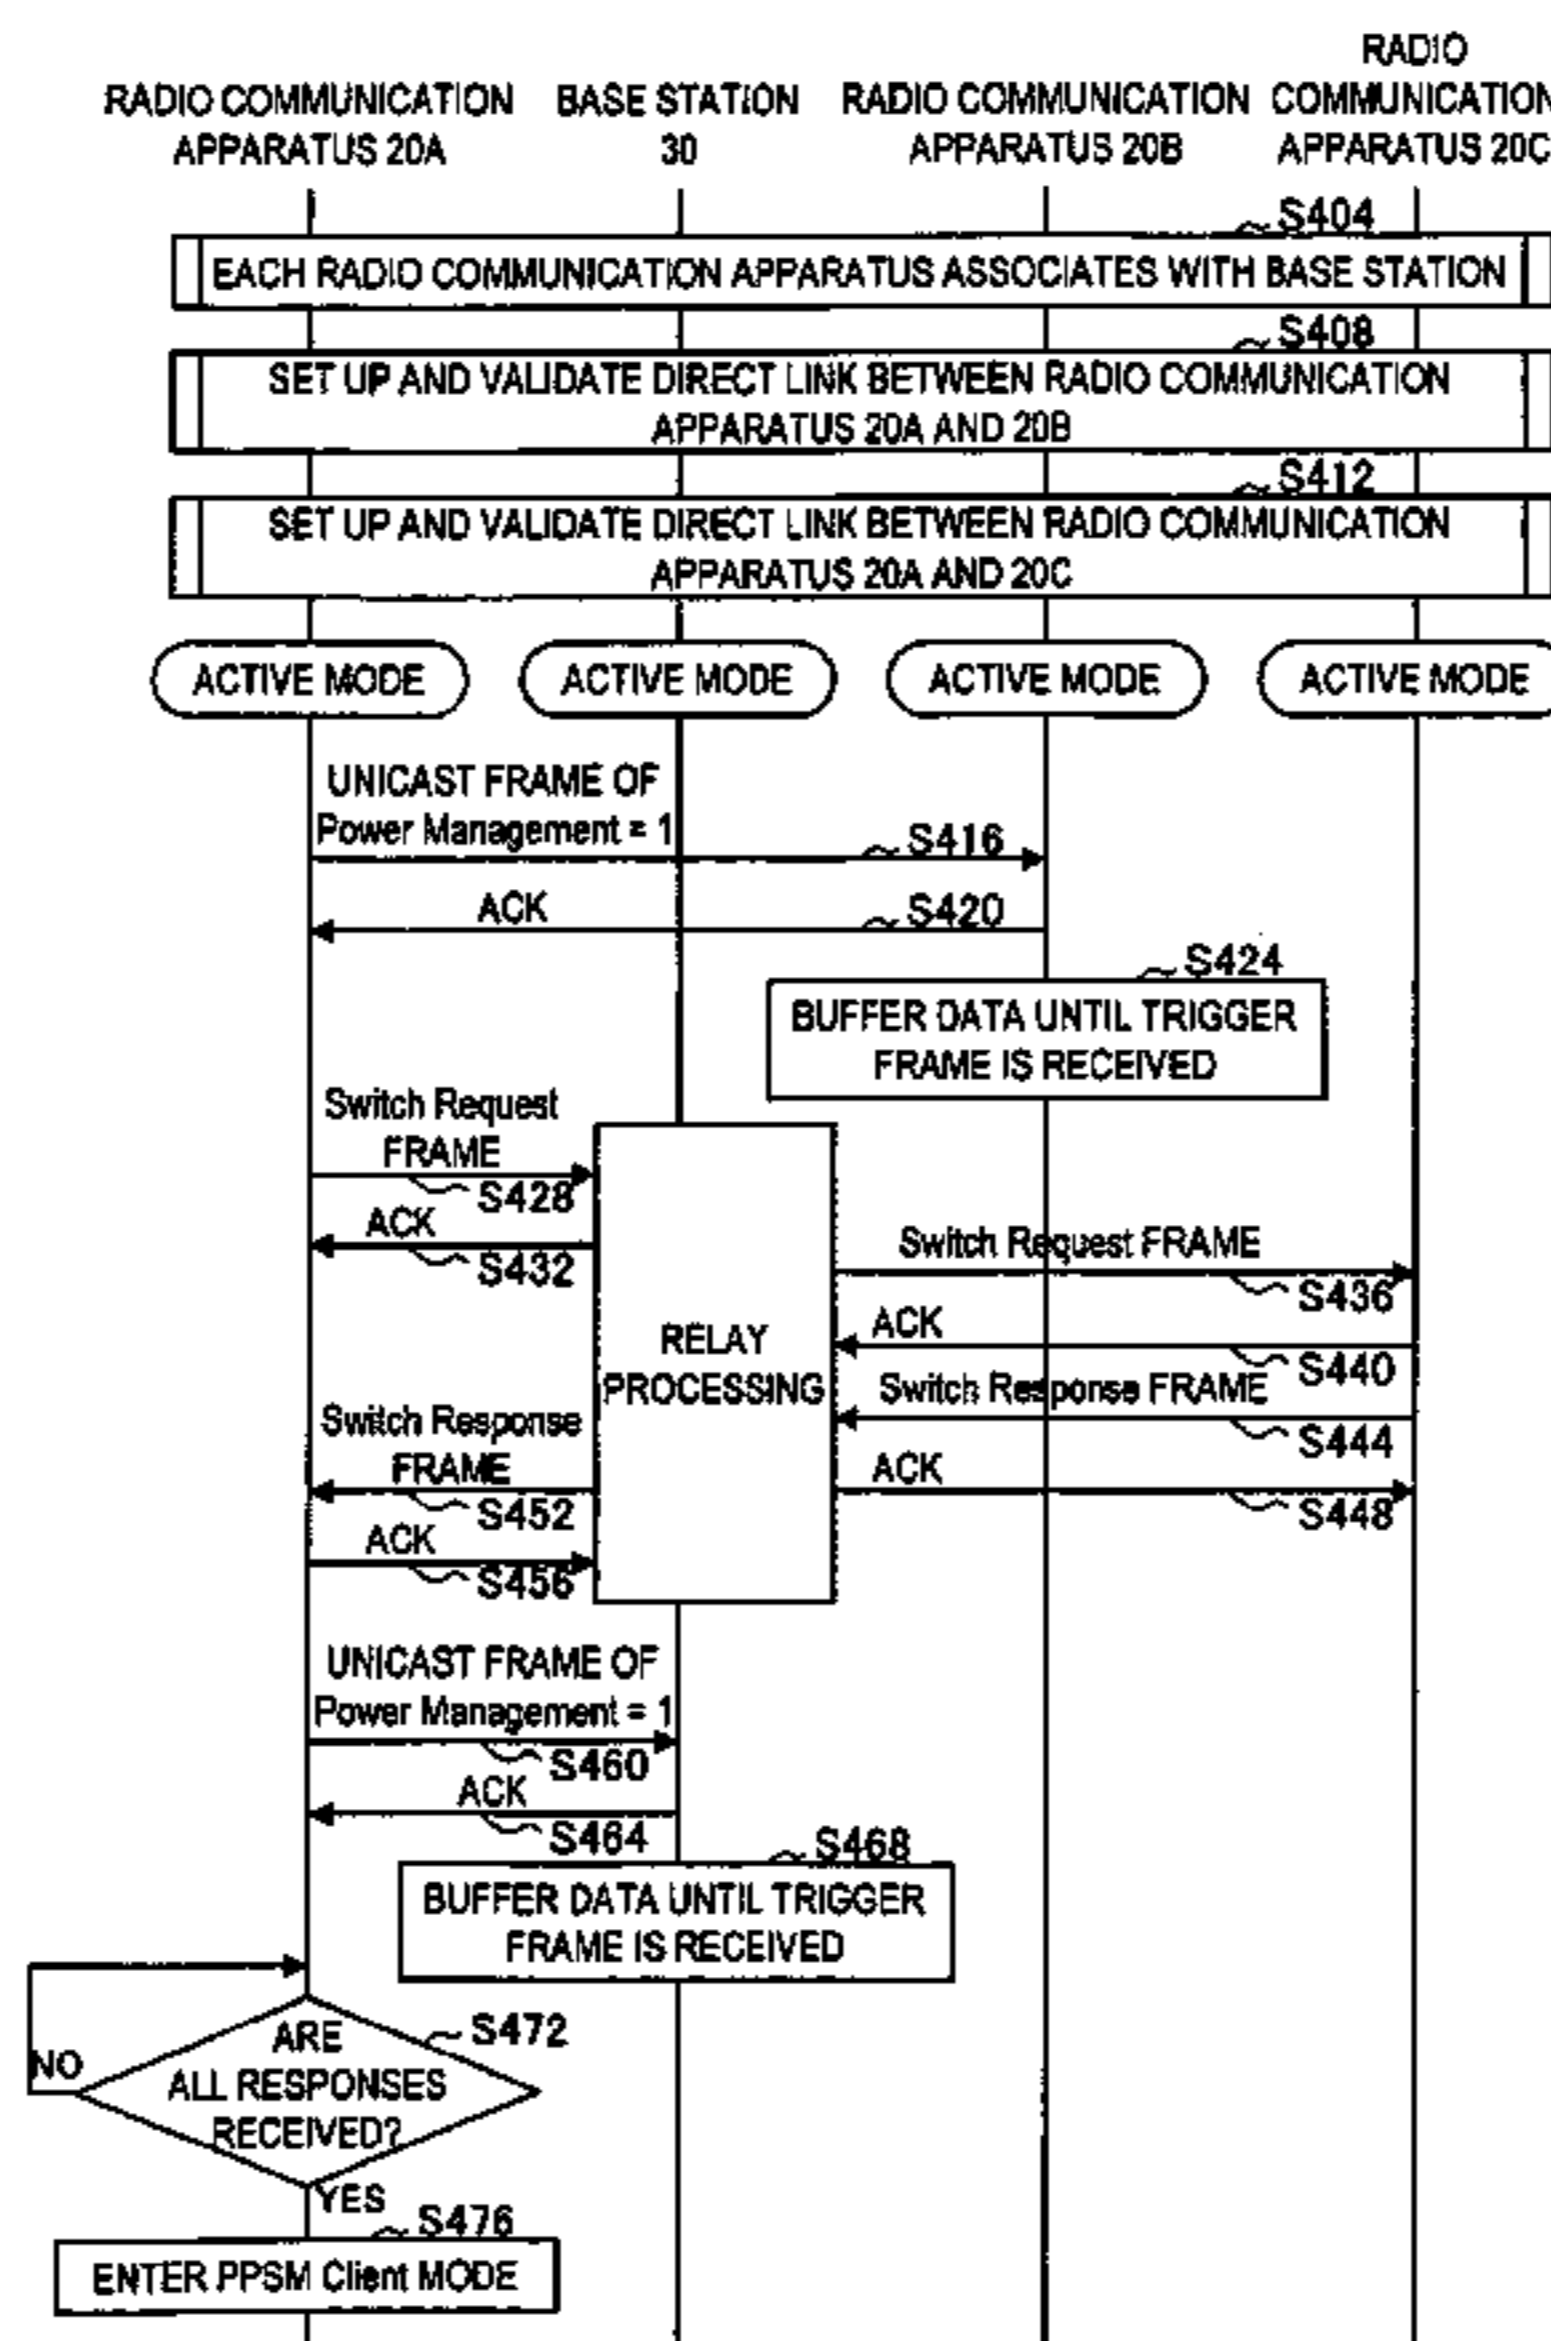 RADIO COMMUNICATION
APPARATUS 20A
BASE STATION
30
RADIO COMMUNICATION
APPARATUS 20B
RADIO
COMMUNICATION
APPARATUS 20C
S404
EACH RADIO COMMUNICATION APPARATUS ASSOCIATES WITH BASE STATION
S408
SET UP AND VALIDATE DIRECT LINK BETWEEN RADIO COMMUNICATION
APPARATUS 20A AND 20B
S412
SET UP AND VALIDATE DIRECT LINK BETWEEN RADIO COMMUNICATION
APPARATUS 20A AND 20C
ACTIVE MODE
ACTIVE MODE
ACTIVE MODE
ACTIVE MODE
UNICAST FRAME OF
Power Management = 1
S416
ACK
S420
S424
BUFFER DATA UNTIL TRIGGER
FRAME IS RECEIVED
Switch Request
FRAME
S428
ACK
S432
Switch Request FRAME
S436
RELAY
PROCESSING
ACK
S440
Switch Response FRAME
S444
Switch Response
FRAME
S452
ACK
S448
ACK
S456
UNICAST FRAME OF
Power Management = 1
S460
ACK
S464
S468
BUFFER DATA UNTIL TRIGGER
FRAME IS RECEIVED
S472
ARE
ALL RESPONSES
RECEIVED?
NO
YES
S476
ENTER PPSM Client MODE